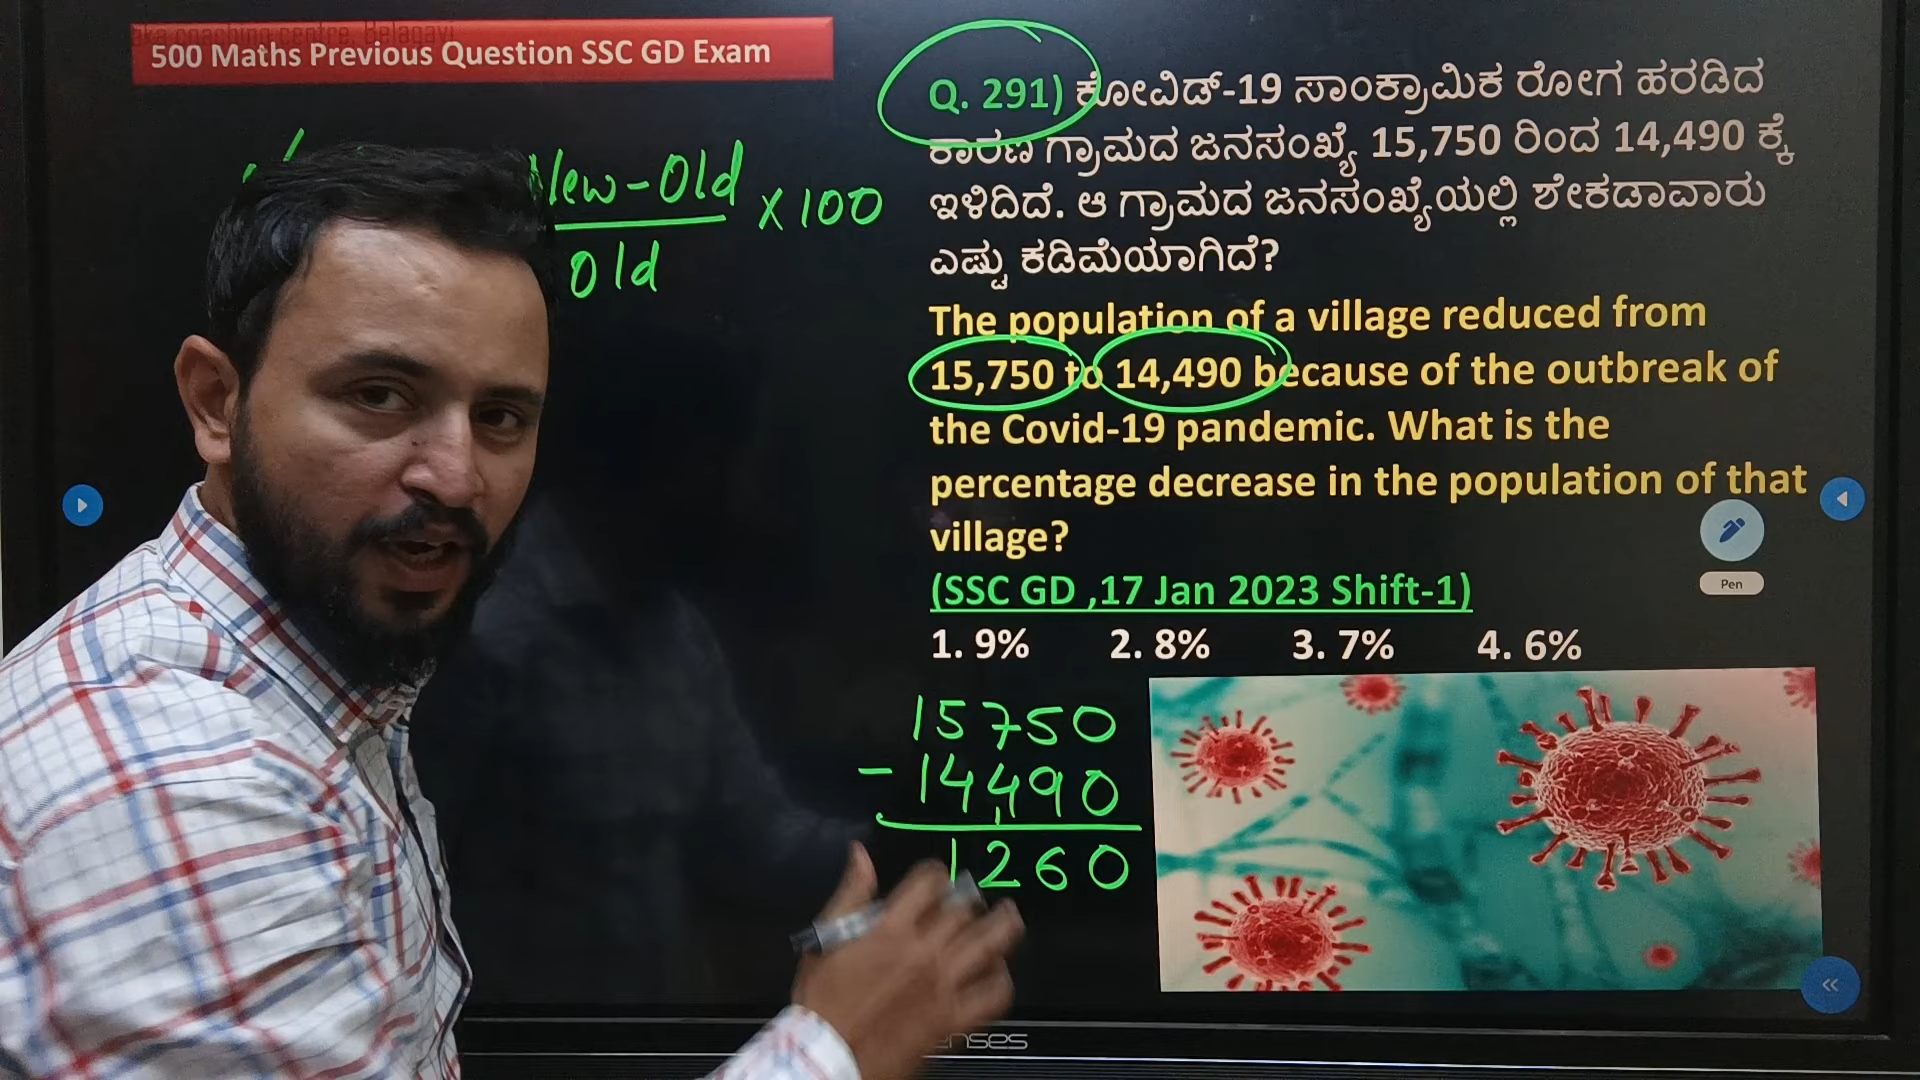 500 Maths Previous Question SSC GD Exam
New-Old
Old
× 100
Q. 291) ಕೋವಿಡ್-19 ಸಾಂಕ್ರಾಮಿಕ ರೋಗ ಹರಡಿದ
ಕಾರಣ ಗ್ರಾಮದ ಜನಸಂಖ್ಯೆ 15,750 ರಿಂದ 14,490 ಕ್ಕೆ
ಇಳಿದಿದೆ. ಆ ಗ್ರಾಮದ ಜನಸಂಖ್ಯೆಯಲ್ಲಿ ಶೇಕಡಾವಾರು
ಎಷ್ಟು ಕಡಿಮೆಯಾಗಿದೆ?
The population of a village reduced from
15,750 to 14,490 because of the outbreak of
the Covid-19 pandemic. What is the
percentage decrease in the population of that
village?
Pen
(SSC GD ,17 Jan 2023 Shift-1)
1. 9% 2. 8% 3. 7% 4. 6%
15750
- 14490
1260